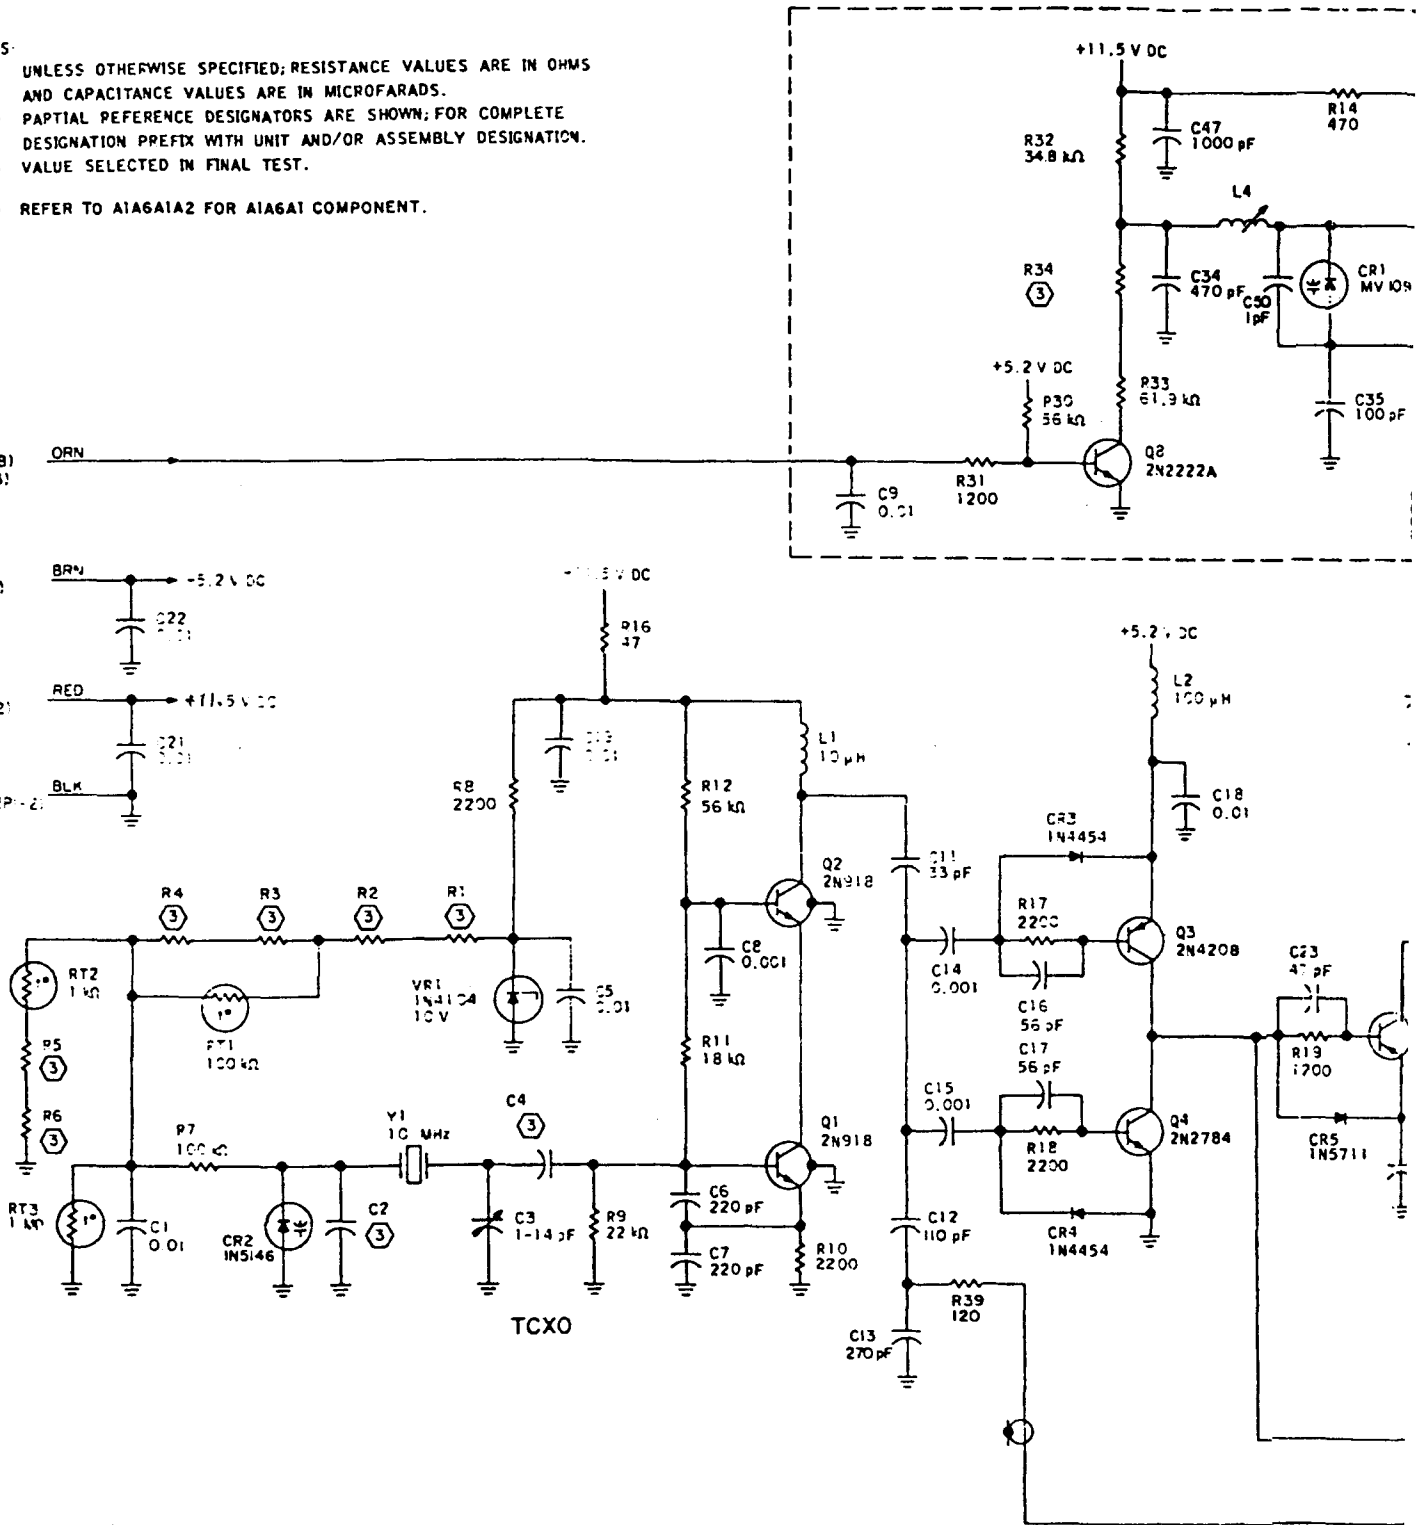 S
UNLESS OTHERWISE SPECIFIED; RESISTANCE VALUES ARE IN OHMS
AND CAPACITANCE VALUES ARE IN MICROFARADS.
PAPTIAL REFERENCE DESIGNATORS ARE SHOWN; FOR COMPLETE
DESIGNATION PREFIX WITH UNIT AND/OR ASSEMBLY DESIGNATION.
VALUE SELECTED IN FINAL TEST.
REFER TO A1A6A1A2 FOR A1A6A1 COMPONENT.
+11.5 V DC
R14
470
C47
1000 pF
R32
34.8 kΩ
L4
R34
3
C34
470 pF
C50
1pF
CR1
MV109
+5.2 V DC
R30
56 kΩ
R33
61.9 kΩ
C35
100 pF
ORN
Q8
2N2222A
R31
1200
C9
0.01
BRN
-5.2 V DC
C22
0.01
RED
+11.5 V DC
C21
0.01
BLK
.5 V DC
R16
47
+5.2 V DC
L2
100 µH
0.01
L1
10 µH
R8
2200
R12
56 kΩ
C18
0.01
CR3
1N4454
C11
33 pF
Q2
2N918
R4
3
R3
3
R2
3
R1
3
R17
2200
Q3
2N4208
C8
0.001
C14
0.001
C16
56 pF
C23
47 pF
RT2
1 kΩ
VR1
1N4104
10 V
C5
0.01
RT1
100 kΩ
R5
3
R11
18 kΩ
C17
56 pF
R19
1200
C15
0.001
R6
3
C4
3
Y1
10 MHz
R7
100 kΩ
Q1
2N918
R18
2200
Q4
2N2784
CR5
1N5711
RT3
1 kΩ
C1
0.01
CR2
1N5146
C2
3
C3
1-14 pF
R9
22 kΩ
C6
220 pF
C7
220 pF
R10
2200
C12
110 pF
CR4
1N4454
R39
120
C13
270 pF
TCXO